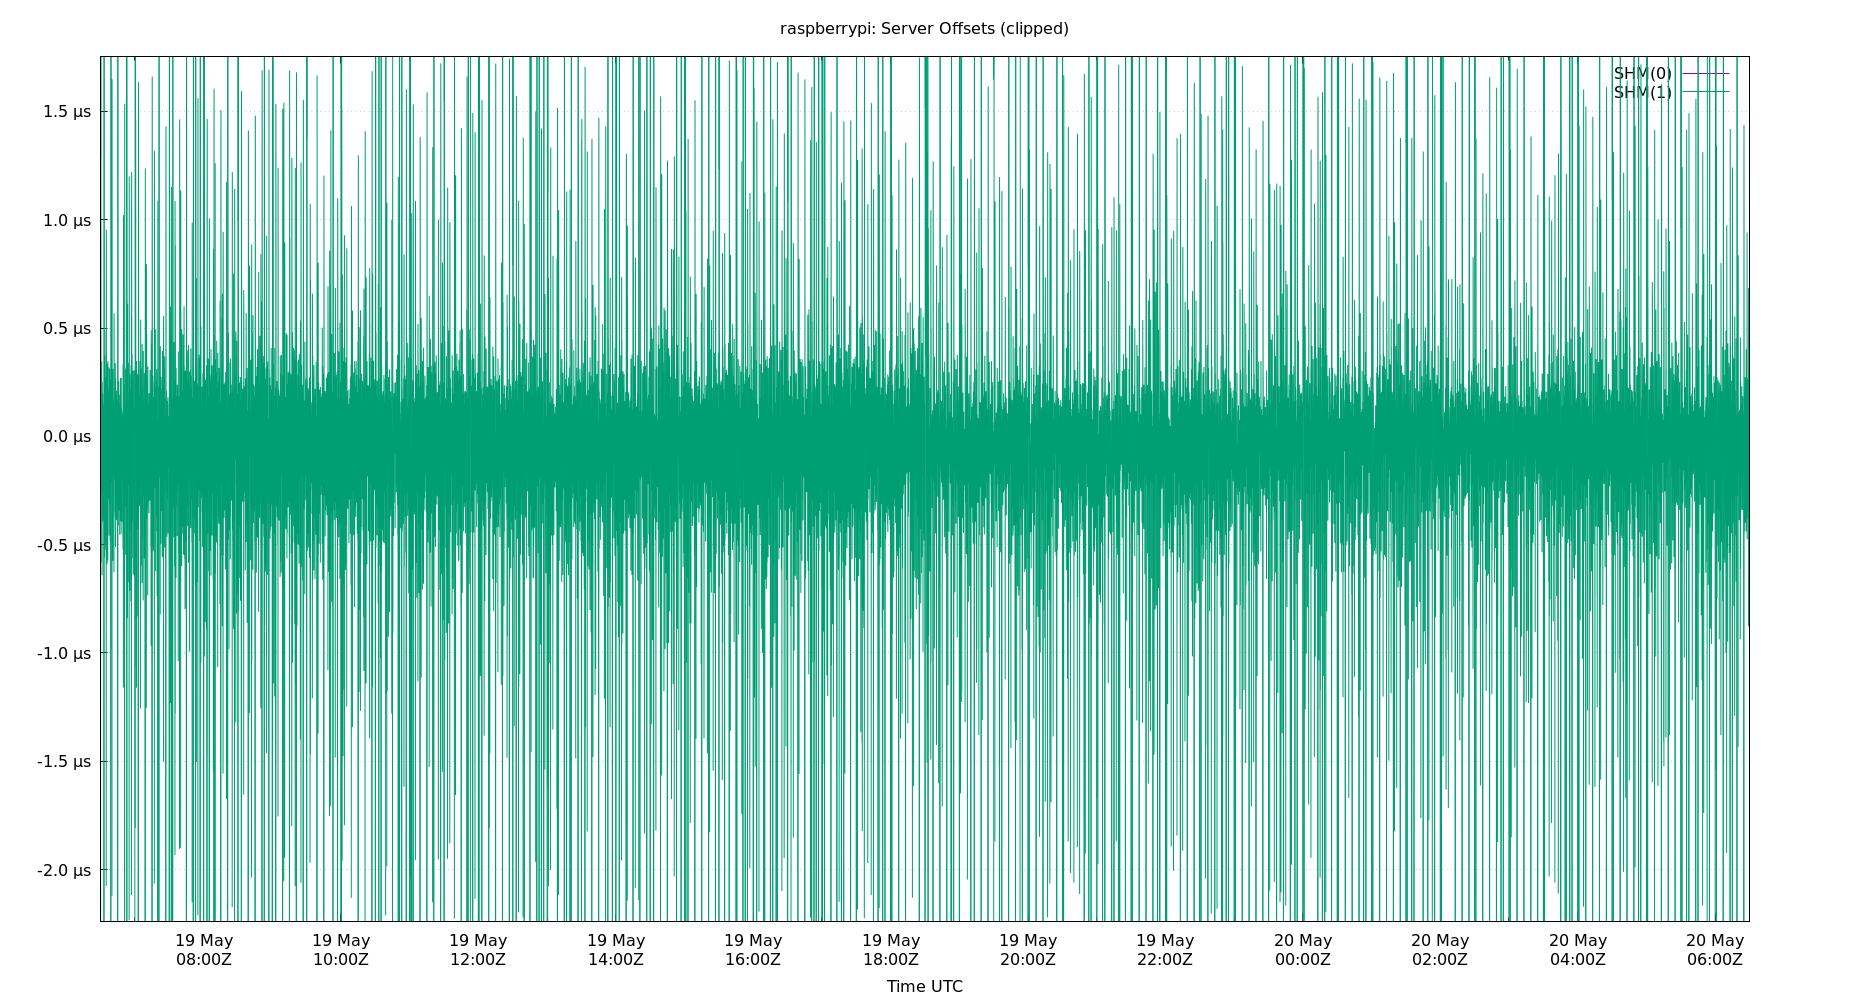 raspberrypi: Server Offsets (clipped)
SHM(0)
SHM(1)
1.5 µs
1.0 µs
0.5 µs
0.0 µs
-0.5 µs
-1.0 µs
-1.5 µs
-2.0 µs
19 May 19 May 19 May 19 May 19 May 19 May 19 May 19 May 20 May 20 May 20 May 20 May
08:00Z 10:00Z 12:00Z 14:00Z 16:00Z 18:00Z 20:00Z 22:00Z 00:00Z 02:00Z 04:00Z 06:00Z
Time UTC